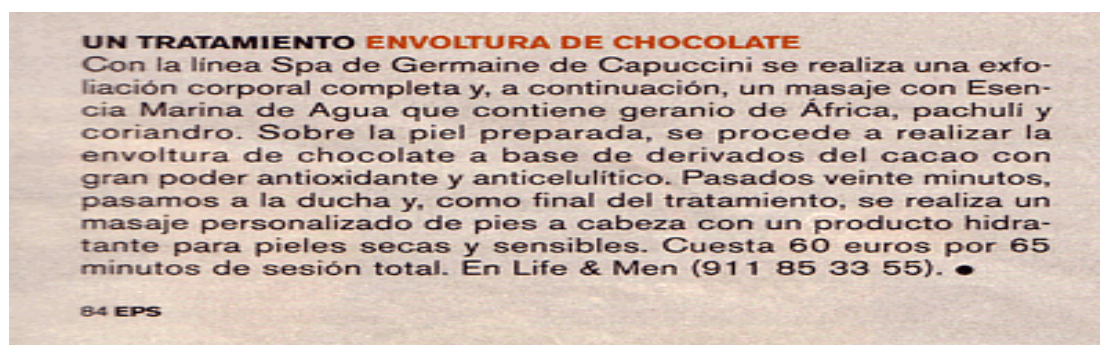 UN TRATAMIENTO ENVOLTURA DE CHOCOLATE
Con la línea Spa de Germaine de Capuccini se realiza una exfo-
liación corporal completa y, a continuación, un masaje con Esen-
cia Marina de Agua que contiene geranio de África, pachulí y
coriandro. Sobre la piel preparada, se procede a realizar la
envoltura de chocolate a base de derivados del cacao con
gran poder antioxidante y anticelulítico. Pasados veinte minutos,
pasamos a la ducha y, como final del tratamiento, se realiza un
masaje personalizado de pies a cabeza con un producto hidra-
tante para pieles secas y sensibles. Cuesta 60 euros por 65
minutos de sesión total. En Life & Men (911 85 33 55). ●
84 EPS